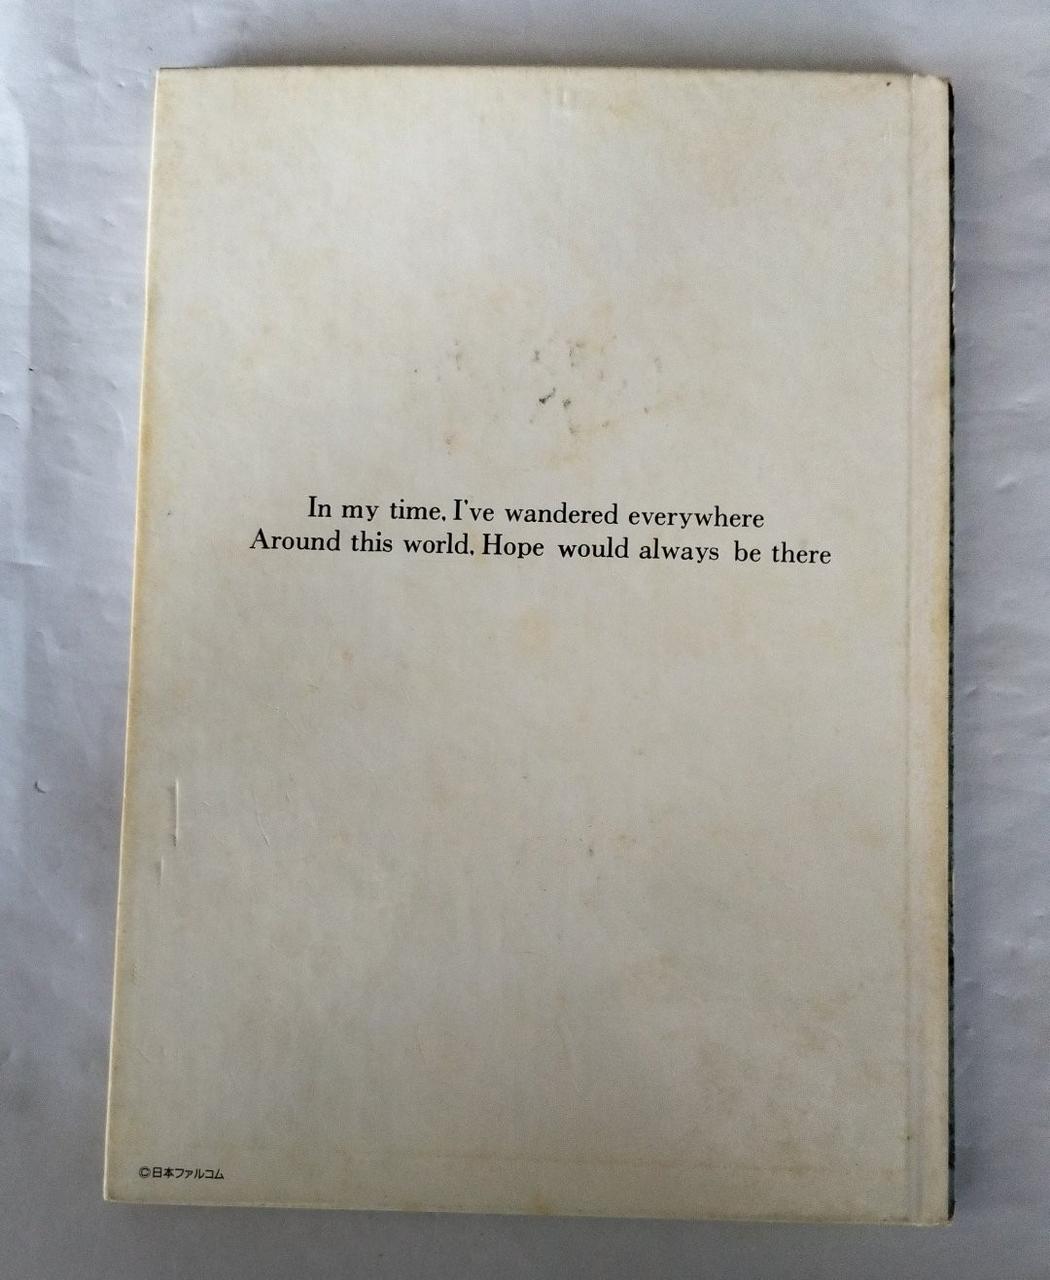 In my time, I've wandered everywhere
Around this world, Hope would always be there
©日本ファルコム